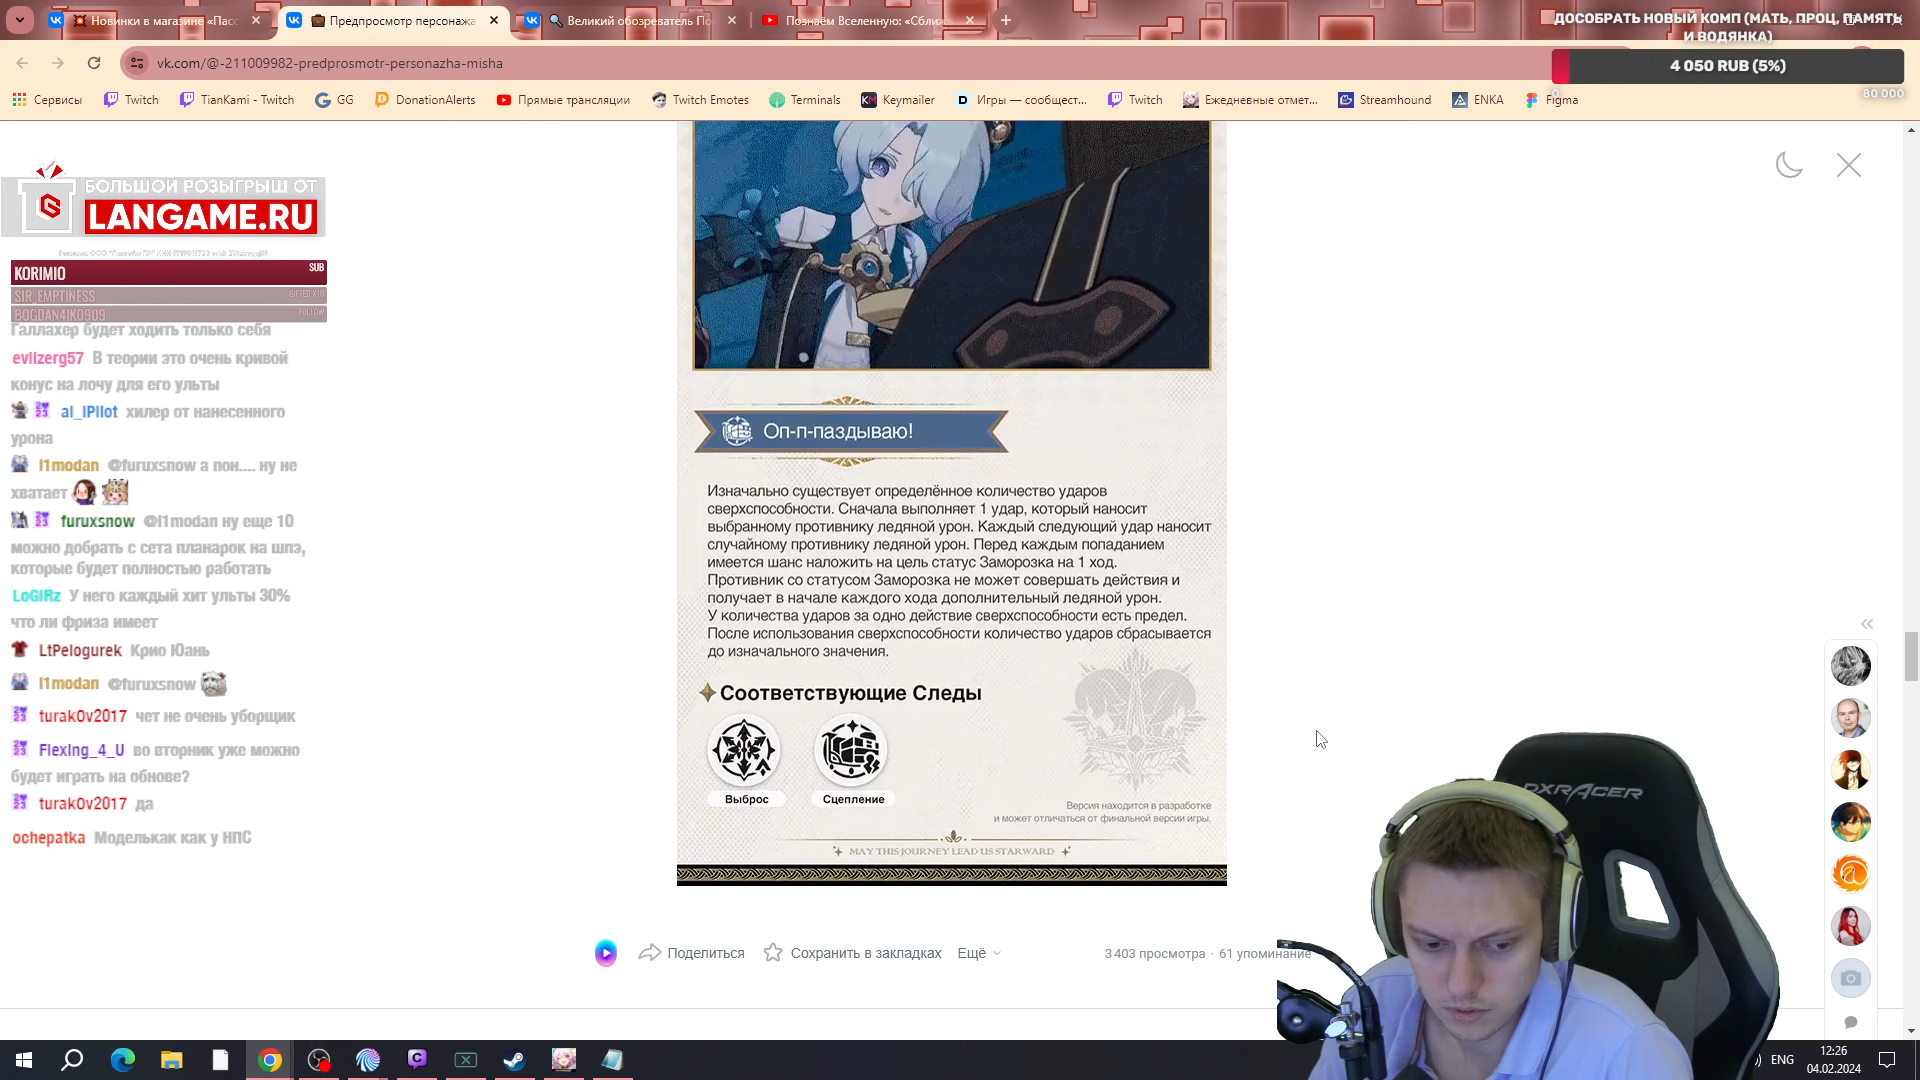 Новинки в магазине «Пасс
Предпросмотр персонажа
Великий обозреватель По
Познаём Вселенную: «Сближ
ДОСОБРАТЬ НОВЫЙ КОМП (МАТЬ, ПРОЦ, ПАМЯТЬ
И ВОДЯНКА)
vk.com/@-211009982-predprosmotr-personazha-misha
4 050 RUB (5%)
0
80 000
Сервисы
Twitch
TianKami - Twitch
GG
DonationAlerts
Прямые трансляции
Twitch Emotes
Terminals
Keymailer
Игры — сообщест...
Twitch
Ежедневные отмет...
Streamhound
ENKA
Figma
БОЛЬШОЙ РОЗЫГРЫШ ОТ
LANGAME.RU
KORIMIO SUB
SIR_EMPTINESS GIFTED X10
BOGDAN4IK0909 FOLLOW
Галлахер будет ходить только себя
evilzerg57 В теории это очень кривой
конус на лочу для его ульты
al_IPilot хилер от нанесенного
урона
l1modan @furuxsnow а пон.... ну не
хватает
furuxsnow @l1modan ну еще 10
можно добрать с сета планарок на шпэ,
которые будет полностью работать
LoGIRz У него каждый хит ульты 30%
что ли фриза имеет
LtPelogurek Крио Юань
l1modan @furuxsnow
turak0v2017 чет не очень уборщик
Flexing_4_U во вторник уже можно
будет играть на обнове?
turak0v2017 да
ochepatka Моделькак как у НПС
Оп-п-паздываю!
Изначально существует определённое количество ударов
сверхспособности. Сначала выполняет 1 удар, который наносит
выбранному противнику ледяной урон. Каждый следующий удар наносит
случайному противнику ледяной урон. Перед каждым попаданием
имеется шанс наложить на цель статус Заморозка на 1 ход.
Противник со статусом Заморозка не может совершать действия и
получает в начале каждого хода дополнительный ледяной урон.
У количества ударов за одно действие сверхспособности есть предел.
После использования сверхспособности количество ударов сбрасывается
до изначального значения.
Соответствующие Следы
Выброс
Сцепление
Версия находится в разработке
и может отличаться от финальной версии игры.
MAY THIS JOURNEY LEAD US STARWARD
Поделиться
Сохранить в закладках
Ещё
3 403 просмотра · 61 упоминание
DXRACER
ENG
12:26
04.02.2024